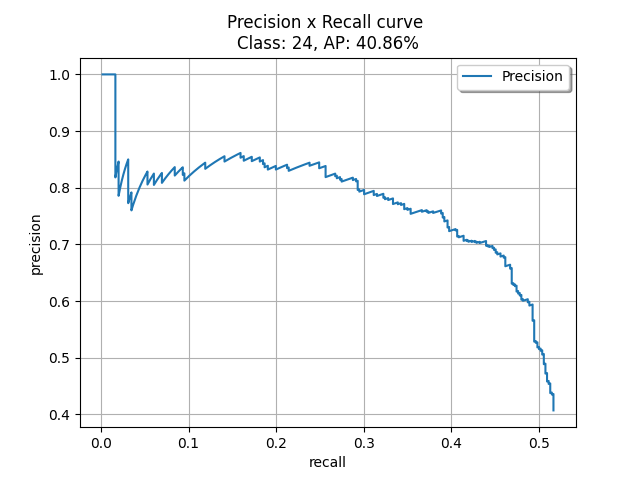 Precision x Recall curve
Class: 24, AP: 40.86%
Precision
precision
1.0
0.9
0.8
0.7
0.6
0.5
0.4
0.0 0.1 0.2 0.3 0.4 0.5
recall